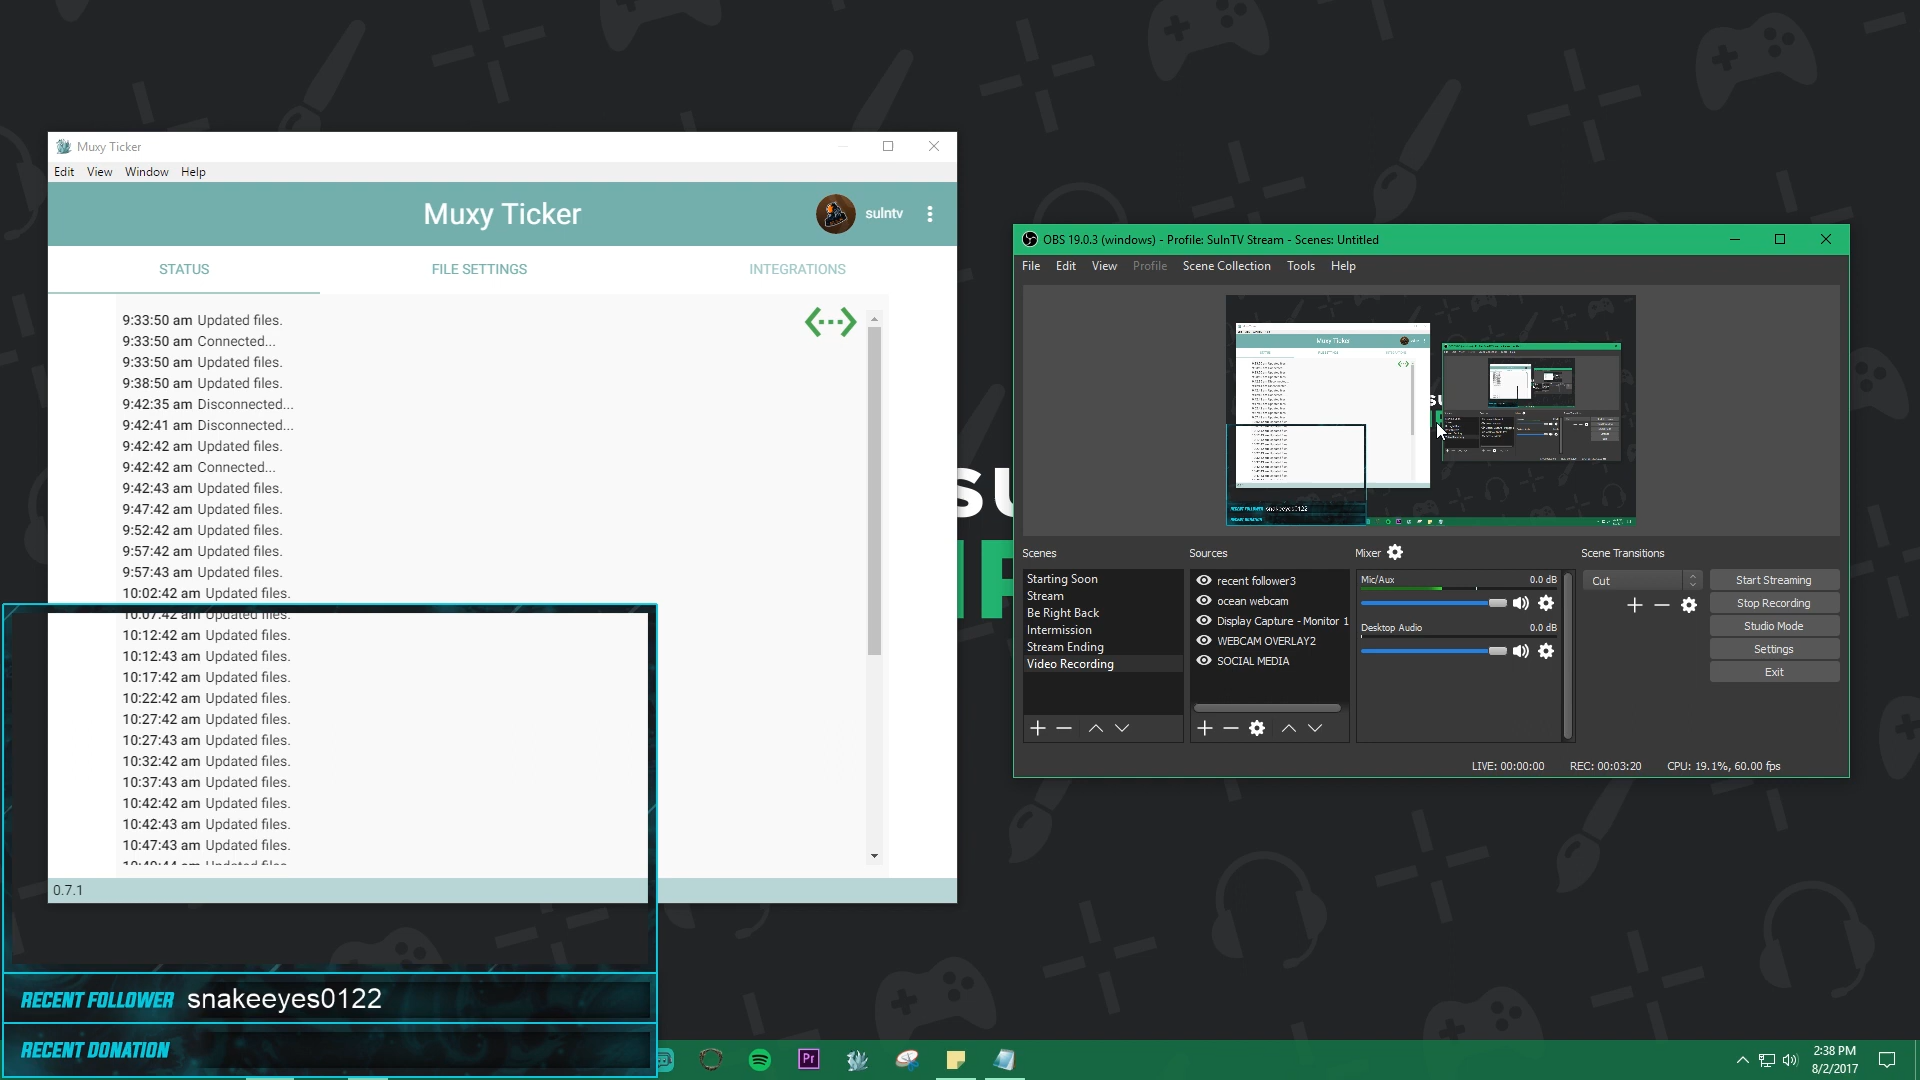 Muxy Ticker
Edit View Window Help
Muxy Ticker
sulntv
STATUS FILE SETTINGS INTEGRATIONS
9:33:50 am Updated files.
9:33:50 am Connected...
9:33:50 am Updated files.
9:38:50 am Updated files.
9:42:35 am Disconnected...
9:42:41 am Disconnected...
9:42:42 am Updated files.
9:42:42 am Connected...
9:42:43 am Updated files.
9:47:42 am Updated files.
9:52:42 am Updated files.
9:57:42 am Updated files.
9:57:43 am Updated files.
10:02:42 am Updated files.
10:07:42 am Updated files.
10:12:42 am Updated files.
10:12:43 am Updated files.
10:17:42 am Updated files.
10:22:42 am Updated files.
10:27:42 am Updated files.
10:27:43 am Updated files.
10:32:42 am Updated files.
10:37:43 am Updated files.
10:42:42 am Updated files.
10:42:43 am Updated files.
10:47:43 am Updated files.
0.7.1
RECENT FOLLOWER snakeeyes0122
RECENT DONATION
su
OBS 19.0.3 (windows) - Profile: SulnTV Stream - Scenes: Untitled
File Edit View Profile Scene Collection Tools Help
Muxy Ticker
snakeeyes0122
Scenes
Starting Soon
Stream
Be Right Back
Intermission
Stream Ending
Video Recording
Sources
recent follower3
ocean webcam
Display Capture - Monitor 1
WEBCAM OVERLAY2
SOCIAL MEDIA
Mixer
Mic/Aux 0.0 dB
Desktop Audio 0.0 dB
Scene Transitions
Cut
Start Streaming
Stop Recording
Studio Mode
Settings
Exit
LIVE: 00:00:00 REC: 00:03:20 CPU: 19.1%, 60.00 fps
Pr
2:38 PM
8/2/2017